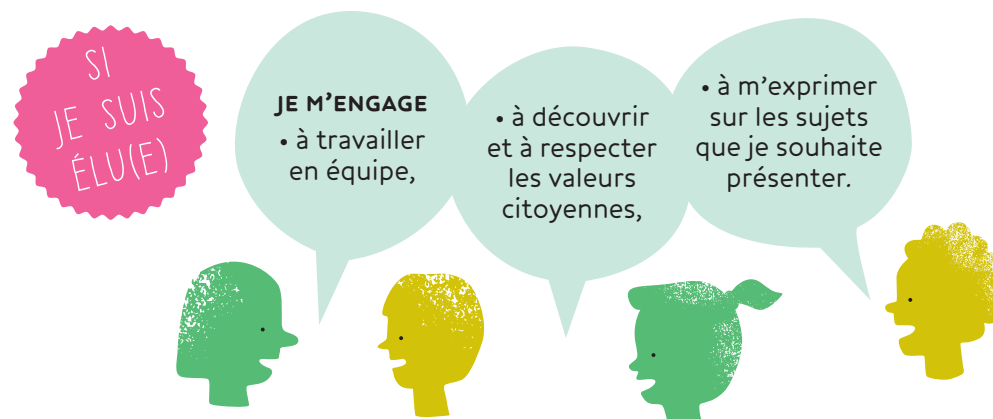 SI
JE SUIS
ÉLU(E)
JE M'ENGAGE
• à travailler
en équipe,
• à découvrir
et à respecter
les valeurs
citoyennes,
• à m'exprimer
sur les sujets
que je souhaite
présenter.